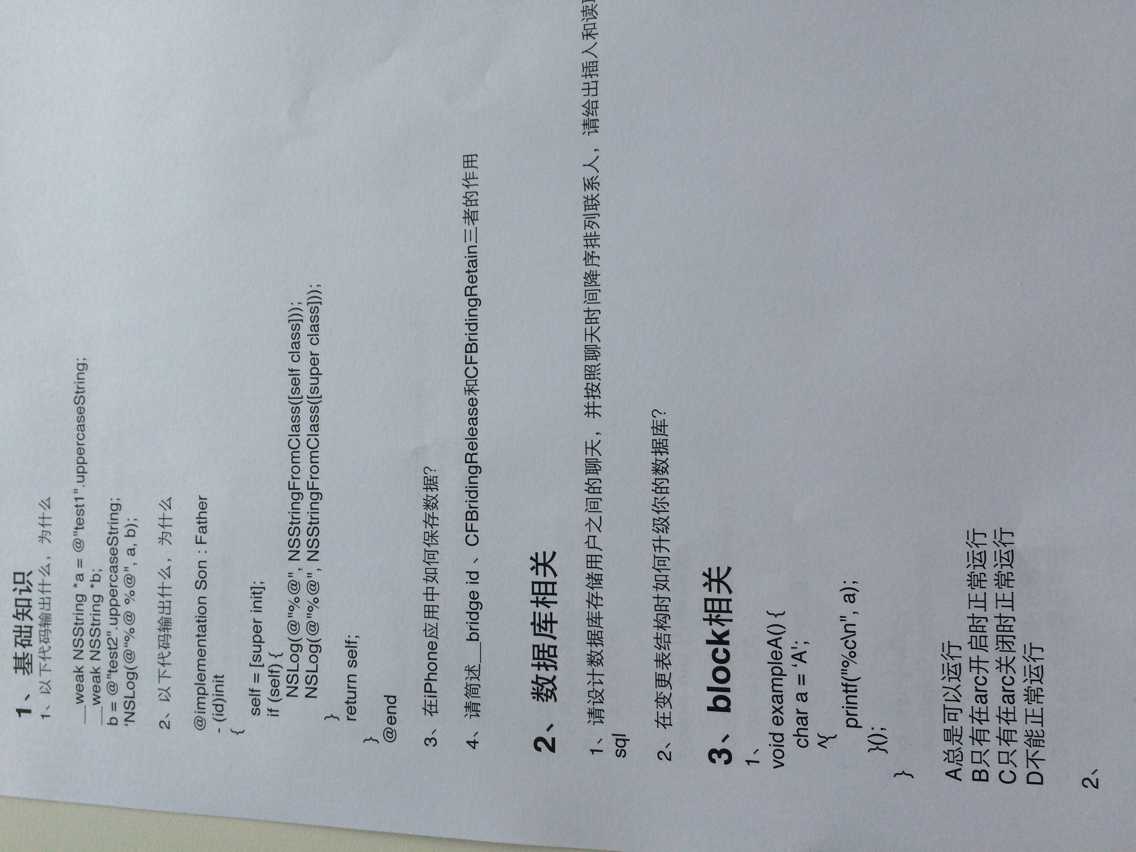 1、基础知识
1、以下代码输出什么，为什么
__weak NSString *a = @"test1".uppercaseString;
__weak NSString *b;
b = @"test2".uppercaseString;
‘NSLog(@"%@ %@", a, b);
2、以下代码输出什么，为什么
@implementation Son : Father
- (id)init
{
self = [super init];
if (self) {
NSLog(@"%@", NSStringFromClass([self class]));
NSLog(@"%@", NSStringFromClass([super class]));
}
return self;
}
@end
3、在iPhone应用中如何保存数据?
4、请简述__bridge id 、CFBridingRelease和CFBridingRetain三者的作用
2、数据库相关
1、请设计数据库存储用户之间的聊天，并按照聊天时间降序排列联系人，请给出插入和读
sql
2、在变更表结构时如何升级你的数据库?
3、block相关
1、
void exampleA() {
char a = ‘A';
^{
printf("%c\n", a);
}();
}
A总是可以运行
B只有在arc开启时正常运行
C只有在arc关闭时正常运行
D不能正常运行
2、